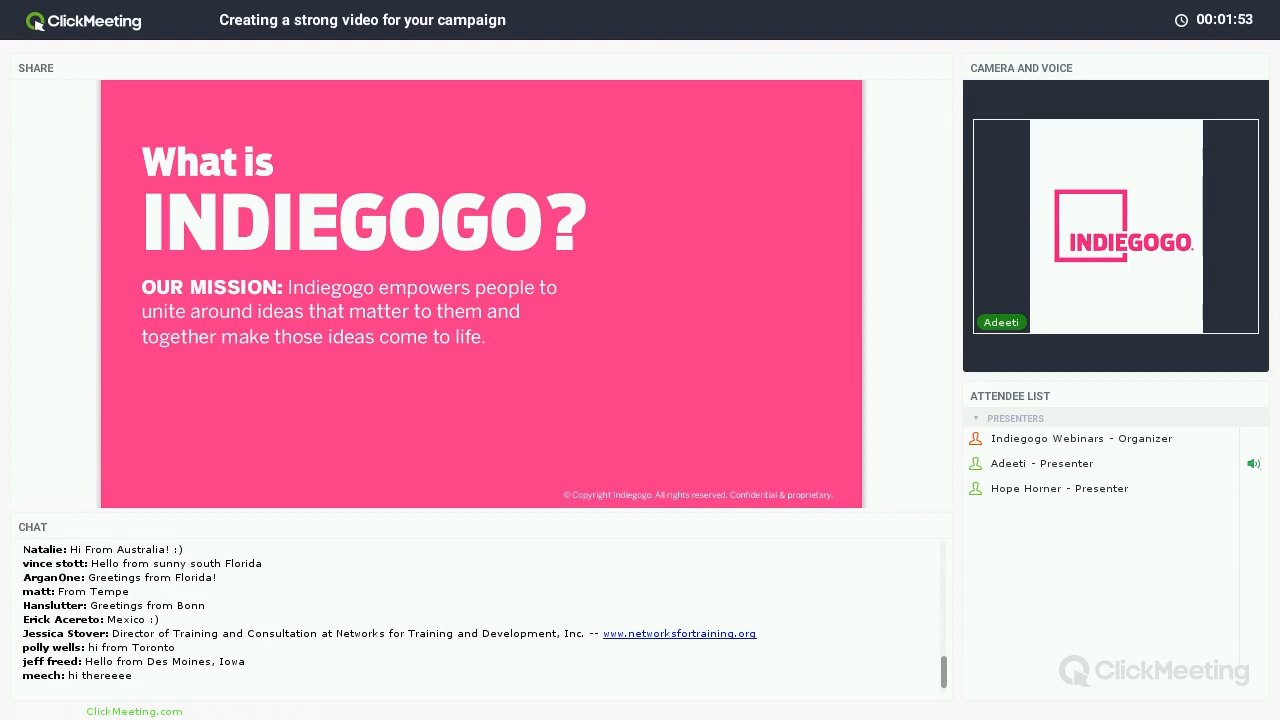 ClickMeeting
Creating a strong video for your campaign
00:01:53
SHARE
What is
INDIEGOGO?
OUR MISSION: Indiegogo empowers people to
unite around ideas that matter to them and
together make those ideas come to life.
© Copyright Indiegogo. All rights reserved. Confidential & proprietary.
CAMERA AND VOICE
INDIEGOGO.
Adeeti
ATTENDEE LIST
PRESENTERS
Indiegogo Webinars - Organizer
Adeeti - Presenter
Hope Horner - Presenter
CHAT
Natalie: Hi From Australia! :)
vince stott: Hello from sunny south Florida
ArganOne: Greetings from Florida!
matt: From Tempe
Hanslutter: Greetings from Bonn
Erick Acereto: Mexico :)
Jessica Stover: Director of Training and Consultation at Networks for Training and Development, Inc. -- www.networksfortraining.org
polly wells: hi from Toronto
jeff freed: Hello from Des Moines, Iowa
meech: hi thereeee
ClickMeeting
ClickMeeting.com